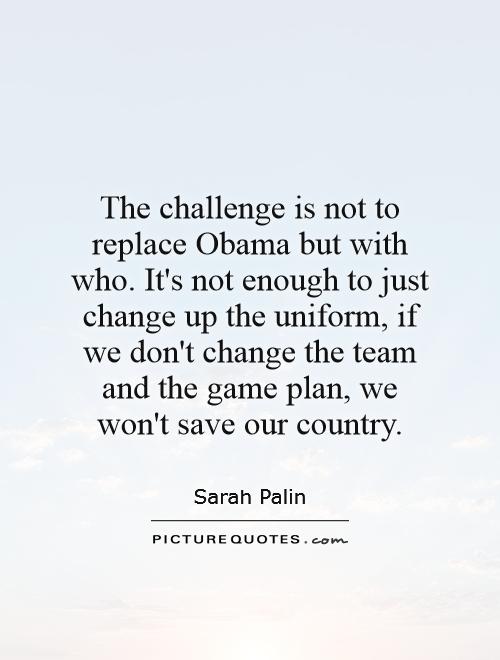 The challenge is not to
replace Obama but with
who. It's not enough to just
change up the uniform, if
we don't change the team
and the game plan, we
won't save our country.
Sarah Palin
PICTUREQUOTES.com